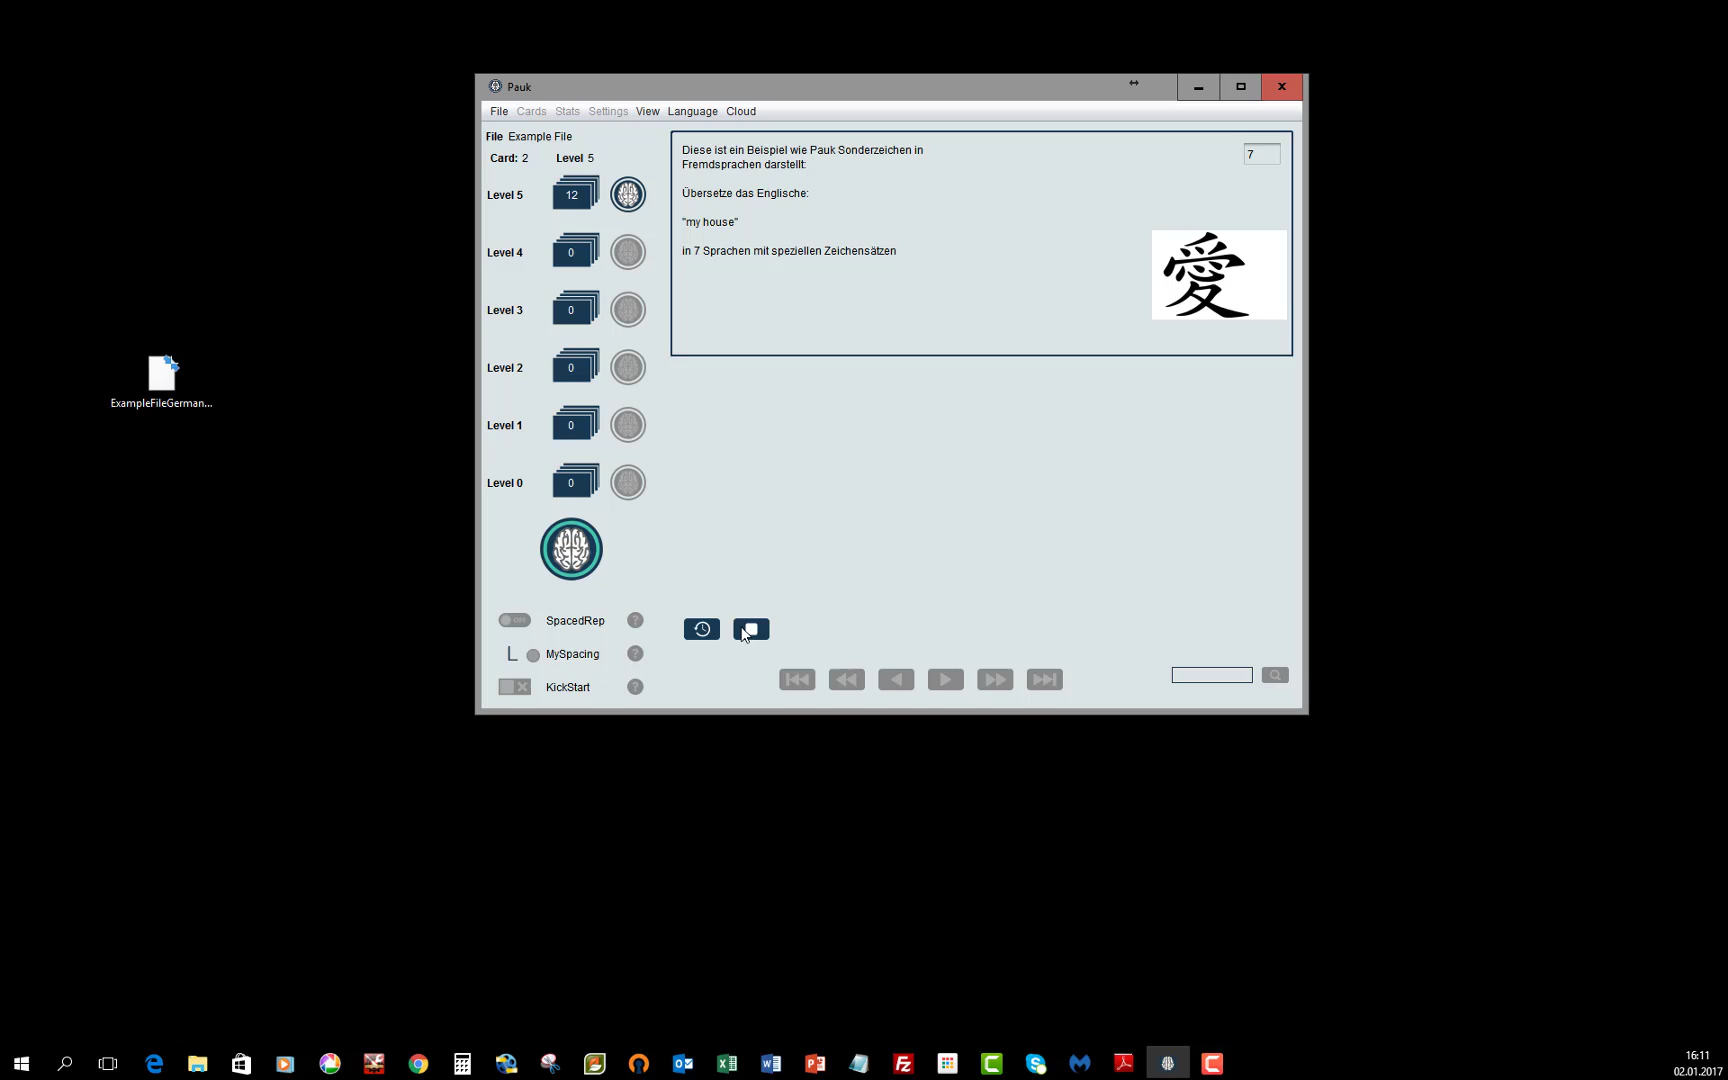 Pauk
File Cards Stats Settings View Language Cloud
File Example File
Card: 2 Level 5
Level 5 12
Level 4 0
Level 3 0
Level 2 0
Level 1 0
Level 0 0
SpacedRep ?
L MySpacing ?
KickStart ?
Diese ist ein Beispiel wie Pauk Sonderzeichen in
Fremdsprachen darstellt:
Übersetze das Englische:
"my house"
in 7 Sprachen mit speziellen Zeichensätzen
7
愛
ExampleFileGerman...
16:11
02.01.2017